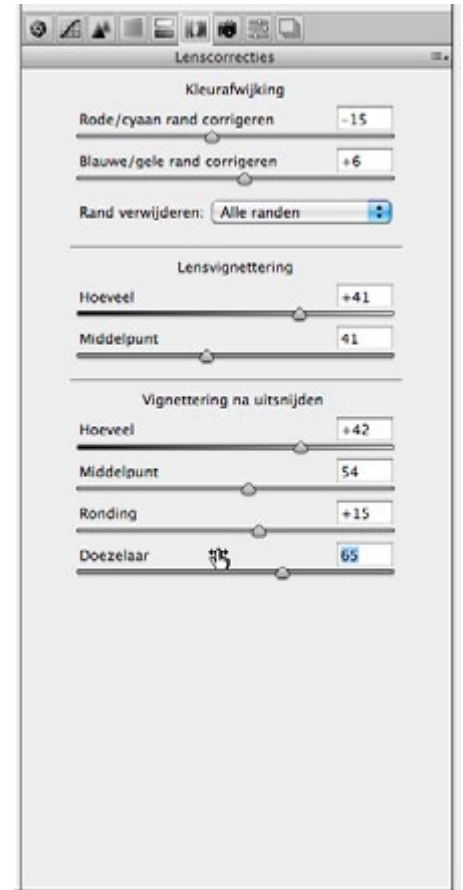 Lenscorrecties
Kleurafwijking
Rode/cyaan rand corrigeren -15
Blauwe/gele rand corrigeren +6
Rand verwijderen: Alle randen
Lensvignettering
Hoeveel +41
Middelpunt 41
Vignettering na uitsnijden
Hoeveel +42
Middelpunt 54
Ronding +15
Doezelaar 65